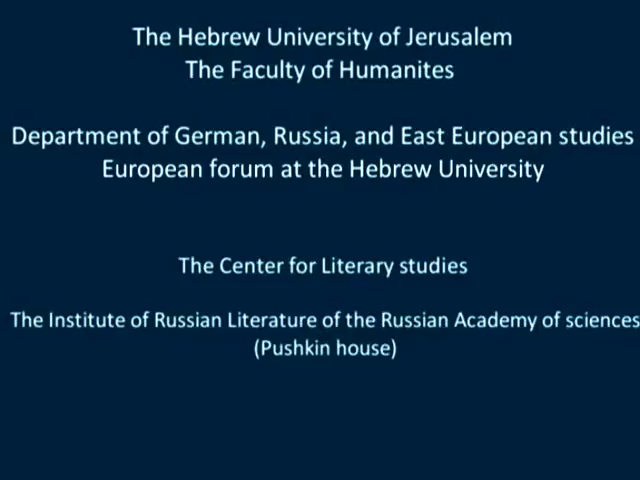 The Hebrew University of Jerusalem
The Faculty of Humanites
Department of German, Russia, and East European studies
European forum at the Hebrew University
The Center for Literary studies
The Institute of Russian Literature of the Russian Academy of sciences
(Pushkin house)